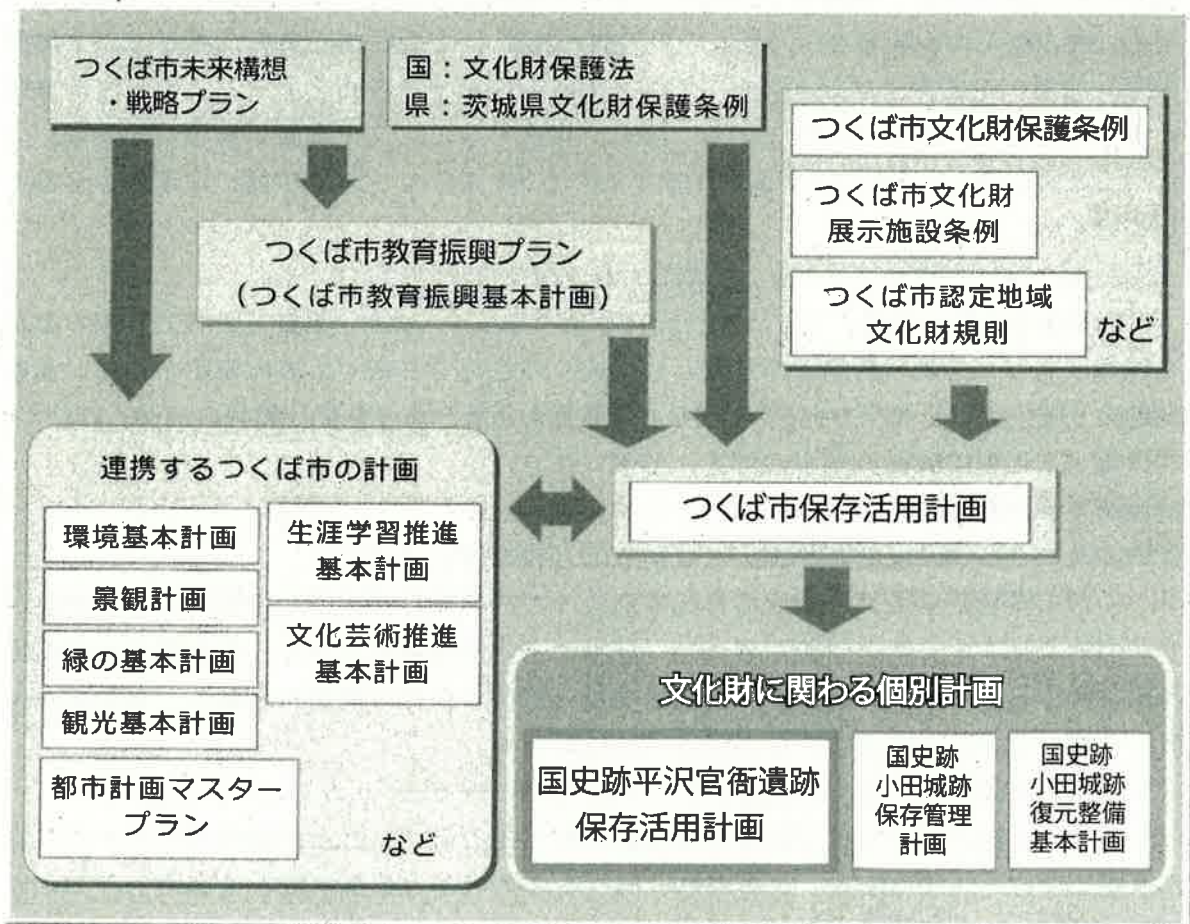 つくば市未来構想
・戦略プラン
国：文化財保護法
県：茨城県文化財保護条例
つくば市文化財保護条例
つくば市文化財
展示施設条例
つくば市認定地域
文化財規則
など
つくば市教育振興プラン
（つくば市教育振興基本計画）
連携するつくば市の計画
環境基本計画
景観計画
緑の基本計画
観光基本計画
都市計画マスター
プラン
生涯学習推進
基本計画
文化芸術推進
基本計画
など
つくば市保存活用計画
文化財に関わる個別計画
国史跡平沢官衙遺跡
保存活用計画
国史跡
小田城跡
保存管理
計画
国史跡
小田城跡
復元整備
基本計画